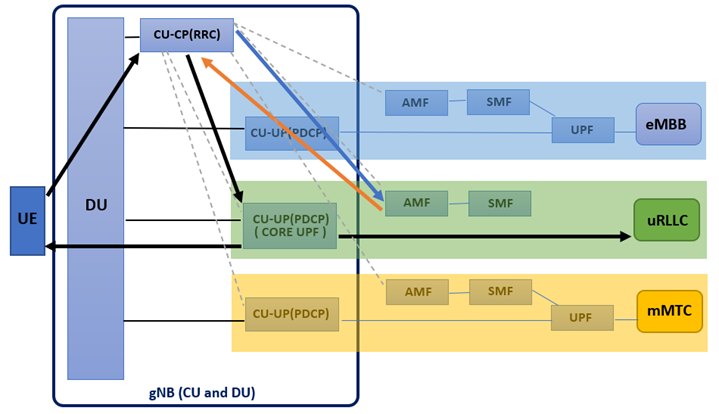 CU-CP(RRC)
AMF
SMF
CU-UP(PDCP)
UPF
eMBB
UE
DU
CU-UP(PDCP)
( CORE UPF )
AMF
SMF
uRLLC
CU-UP(PDCP)
AMF
SMF
UPF
mMTC
gNB (CU and DU)